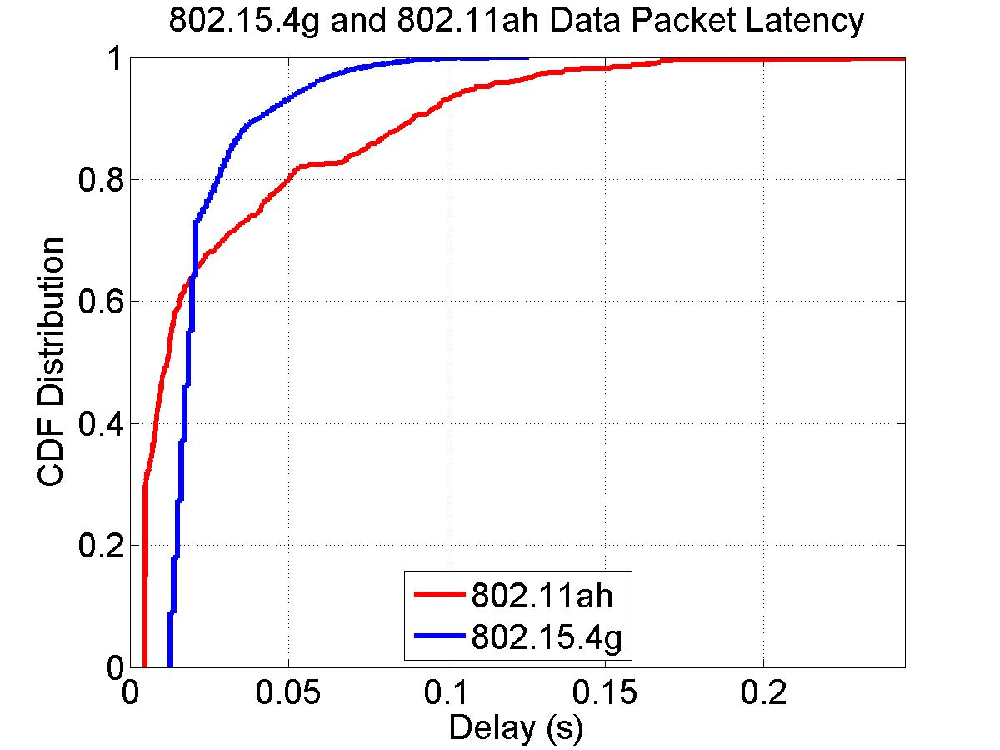 802.15.4g and 802.11ah Data Packet Latency
1
0.8
0.6
0.4
0.2
0
CDF Distribution
802.11ah
802.15.4g
0 0.05 0.1 0.15 0.2
Delay (s)